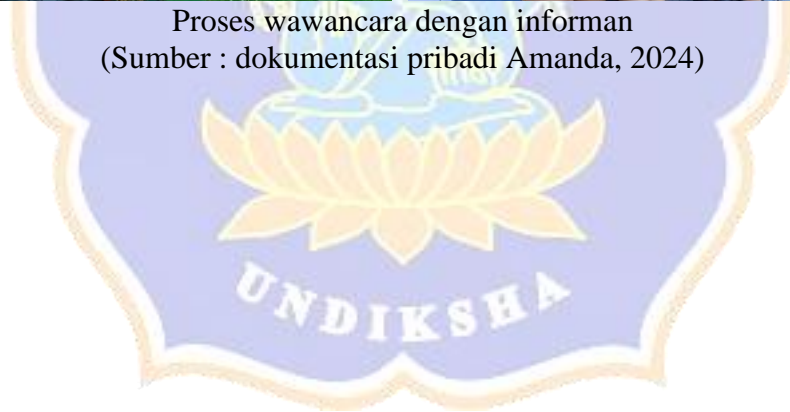 Proses wawancara dengan informan
(Sumber : dokumentasi pribadi Amanda, 2024)
UNDIKSHA